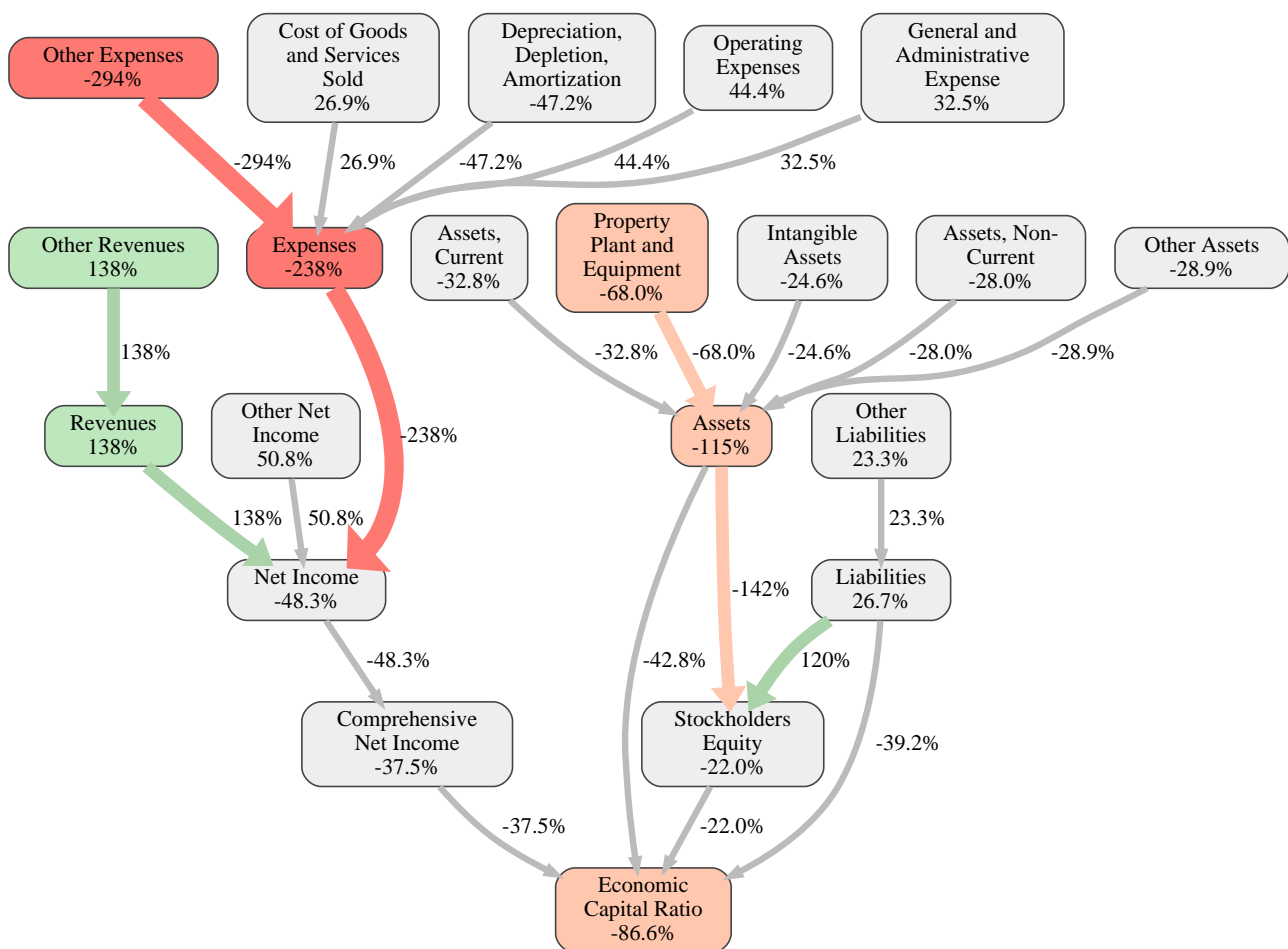 Other Expenses
-294%
Cost of Goods
and Services
Sold
26.9%
Depreciation,
Depletion,
Amortization
-47.2%
Operating
Expenses
44.4%
General and
Administrative
Expense
32.5%
-294%
26.9%
-47.2%
44.4%
32.5%
Other Revenues
138%
Expenses
-238%
Assets,
Current
-32.8%
Property
Plant and
Equipment
-68.0%
Intangible
Assets
-24.6%
Assets, Non-
Current
-28.0%
Other Assets
-28.9%
138%
-32.8%
-68.0%
-24.6%
-28.0%
-28.9%
Revenues
138%
Other Net
Income
50.8%
-238%
Assets
-115%
Other
Liabilities
23.3%
138%
50.8%
23.3%
Net Income
-48.3%
-142%
Liabilities
26.7%
-48.3%
-42.8%
120%
Comprehensive
Net Income
-37.5%
Stockholders
Equity
-22.0%
-39.2%
-37.5%
-22.0%
Economic
Capital Ratio
-86.6%